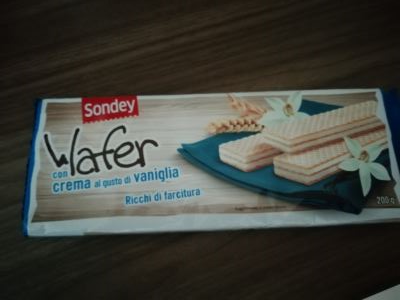 Sondey
Wafer
con
crema al gusto di vaniglia
Ricchi di farcitura
200 g